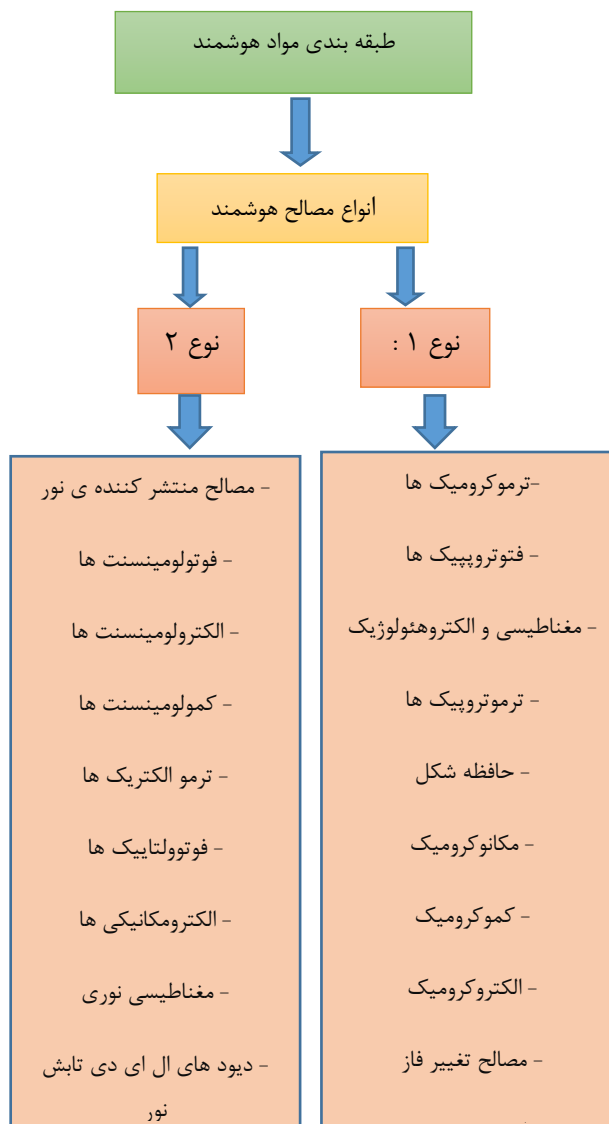 طبقه بندی مواد هوشمند
انواع مصالح هوشمند
نوع ۱ :
نوع ۲
-ترموکرومیک ها
- فتوتروپیک ها
- مغناطیسی و الکتروهئولوژیک
- ترموتروپیک ها
- حافظه شکل
- مکانوکرومیک
- کموکرومیک
- الکتروکرومیک
- مصالح تغییر فاز
- مصالح منتشر کننده ی نور
- فوتولومینسنت ها
- الکترولومینسنت ها
- کمولومینسنت ها
- ترمو الکتریک ها
- فوتوولتاییک ها
- الکترومکانیکی ها
- مغناطیسی نوری
- دیود های ال ای دی تابش
نور